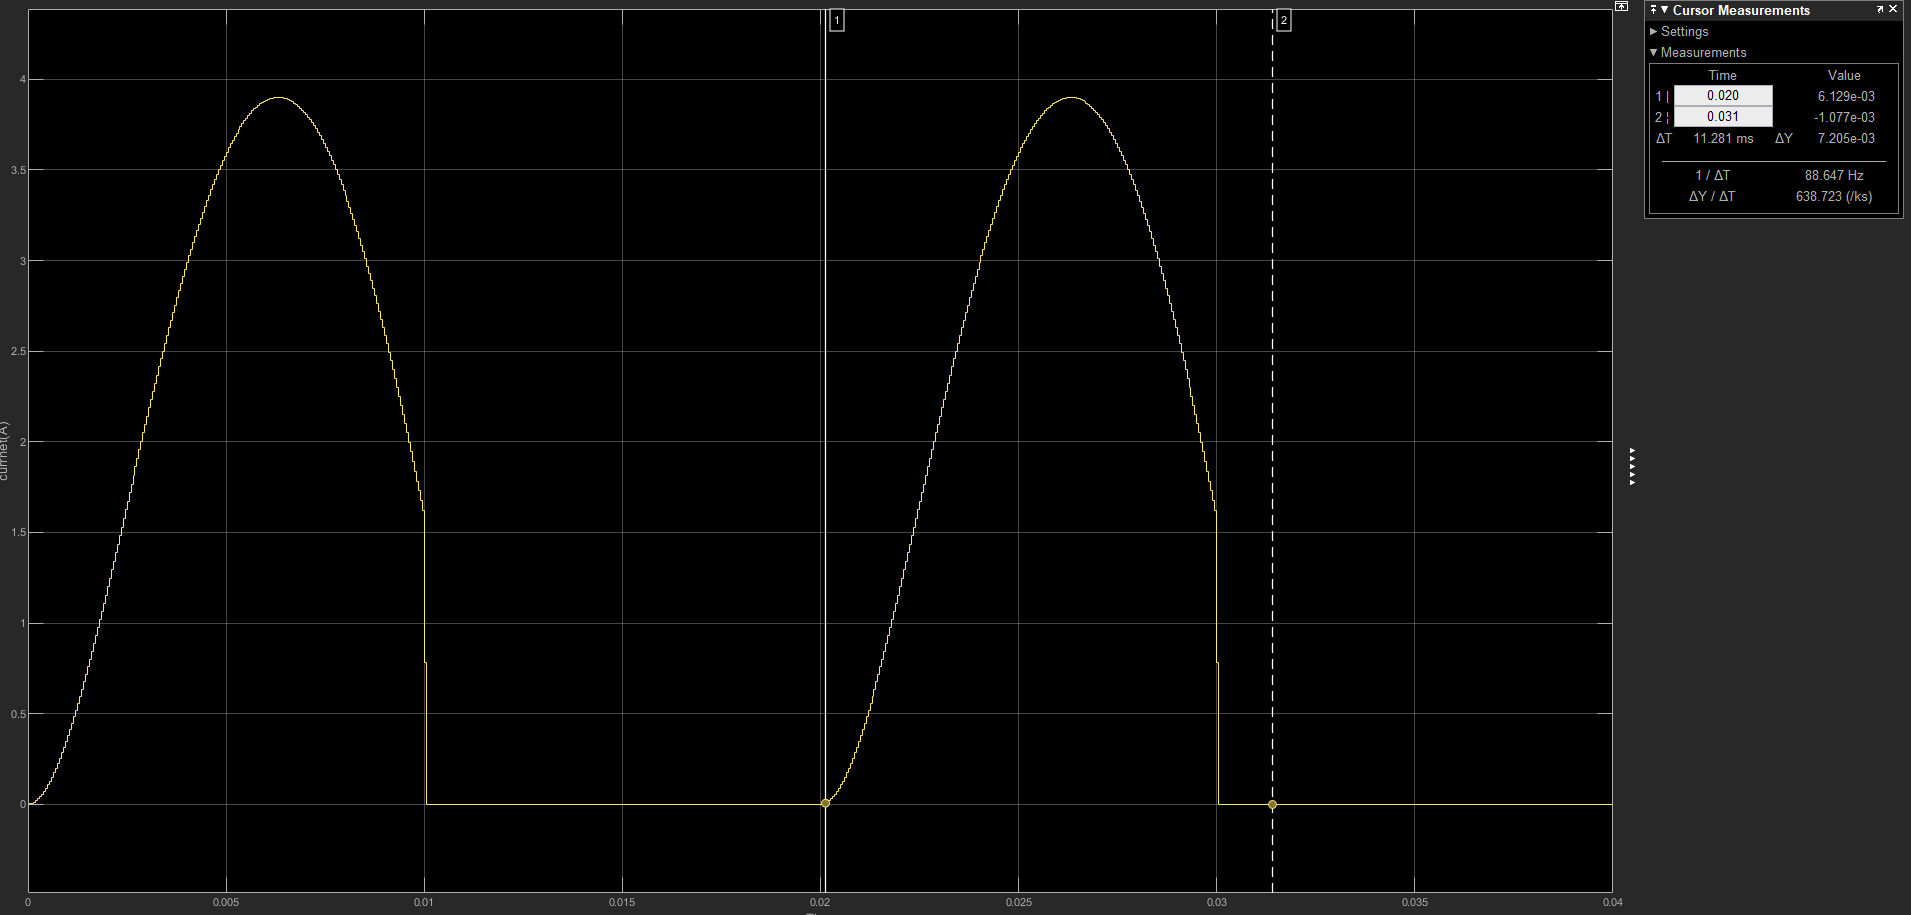 1
2
4
3.5
3
2.5
2
1.5
1
0.5
0
currnet(A)
0 0.005 0.01 0.015 0.02 0.025 0.03 0.035 0.04
Cursor Measurements
Settings
Measurements
Time Value
1 | 0.020 6.129e-03
2 ¦ 0.031 -1.077e-03
ΔT 11.281 ms ΔY 7.205e-03
1 / ΔT 88.647 Hz
ΔY / ΔT 638.723 (/ks)